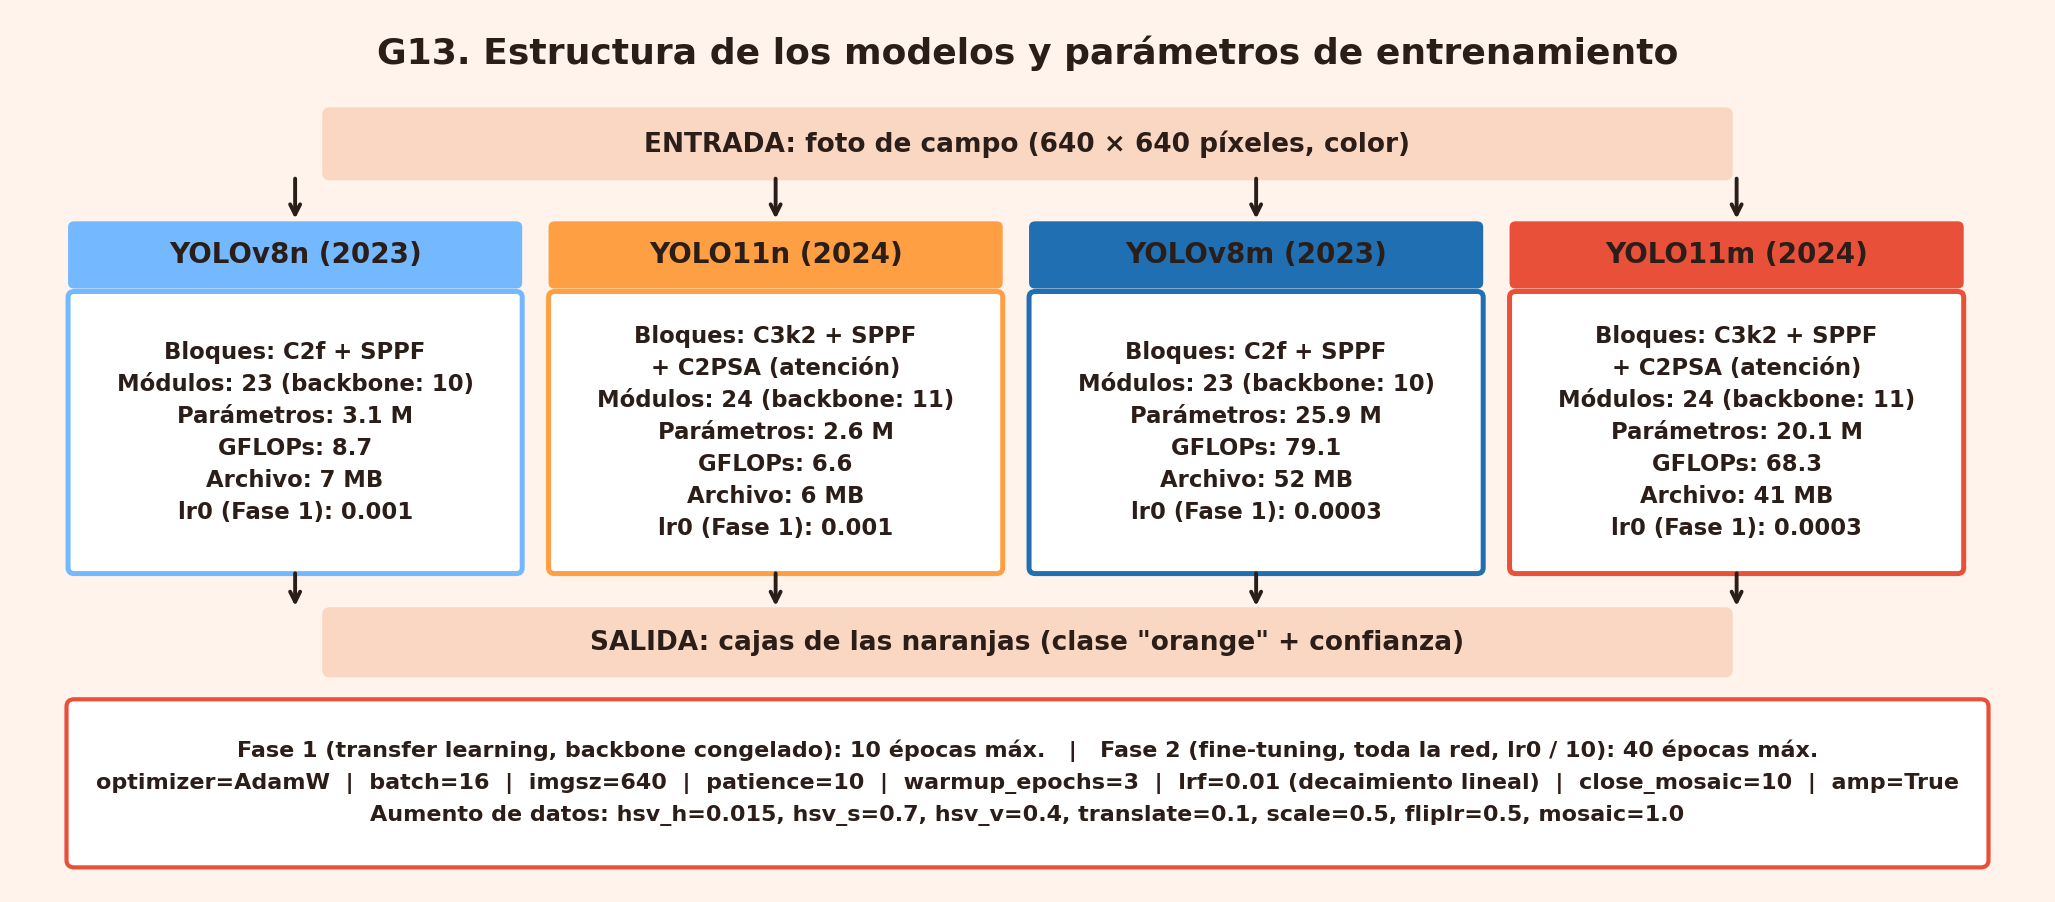 G13. Estructura de los modelos y parámetros de entrenamiento
ENTRADA: foto de campo (640 × 640 píxeles, color)
YOLOv8n (2023)
Bloques: C2f + SPPF
Módulos: 23 (backbone: 10)
Parámetros: 3.1 M
GFLOPs: 8.7
Archivo: 7 MB
lr0 (Fase 1): 0.001
YOLO11n (2024)
Bloques: C3k2 + SPPF
+ C2PSA (atención)
Módulos: 24 (backbone: 11)
Parámetros: 2.6 M
GFLOPs: 6.6
Archivo: 6 MB
lr0 (Fase 1): 0.001
YOLOv8m (2023)
Bloques: C2f + SPPF
Módulos: 23 (backbone: 10)
Parámetros: 25.9 M
GFLOPs: 79.1
Archivo: 52 MB
lr0 (Fase 1): 0.0003
YOLO11m (2024)
Bloques: C3k2 + SPPF
+ C2PSA (atención)
Módulos: 24 (backbone: 11)
Parámetros: 20.1 M
GFLOPs: 68.3
Archivo: 41 MB
lr0 (Fase 1): 0.0003
SALIDA: cajas de las naranjas (clase "orange" + confianza)
Fase 1 (transfer learning, backbone congelado): 10 épocas máx. | Fase 2 (fine-tuning, toda la red, lr0 / 10): 40 épocas máx.
optimizer=AdamW | batch=16 | imgsz=640 | patience=10 | warmup_epochs=3 | lrf=0.01 (decaimiento lineal) | close_mosaic=10 | amp=True
Aumento de datos: hsv_h=0.015, hsv_s=0.7, hsv_v=0.4, translate=0.1, scale=0.5, fliplr=0.5, mosaic=1.0